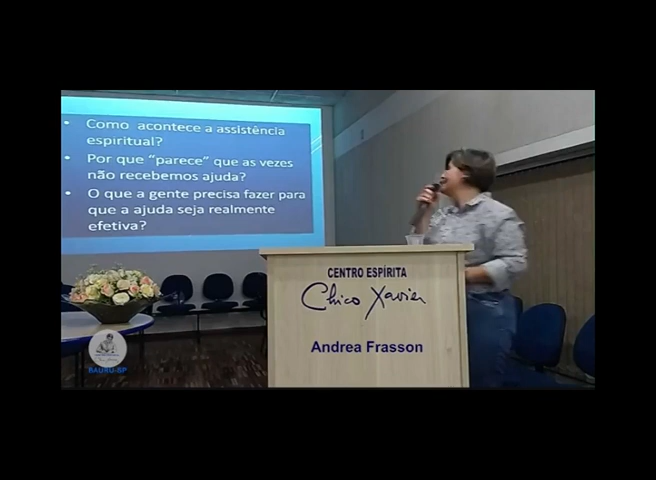 • Como acontece a assistência
espiritual?
• Por que “parece” que as vezes
não recebemos ajuda?
• O que a gente precisa fazer para
que a ajuda seja realmente
efetiva?
CENTRO ESPÍRITA
Chico Xavier
Andrea Frasson
BAURU-SP